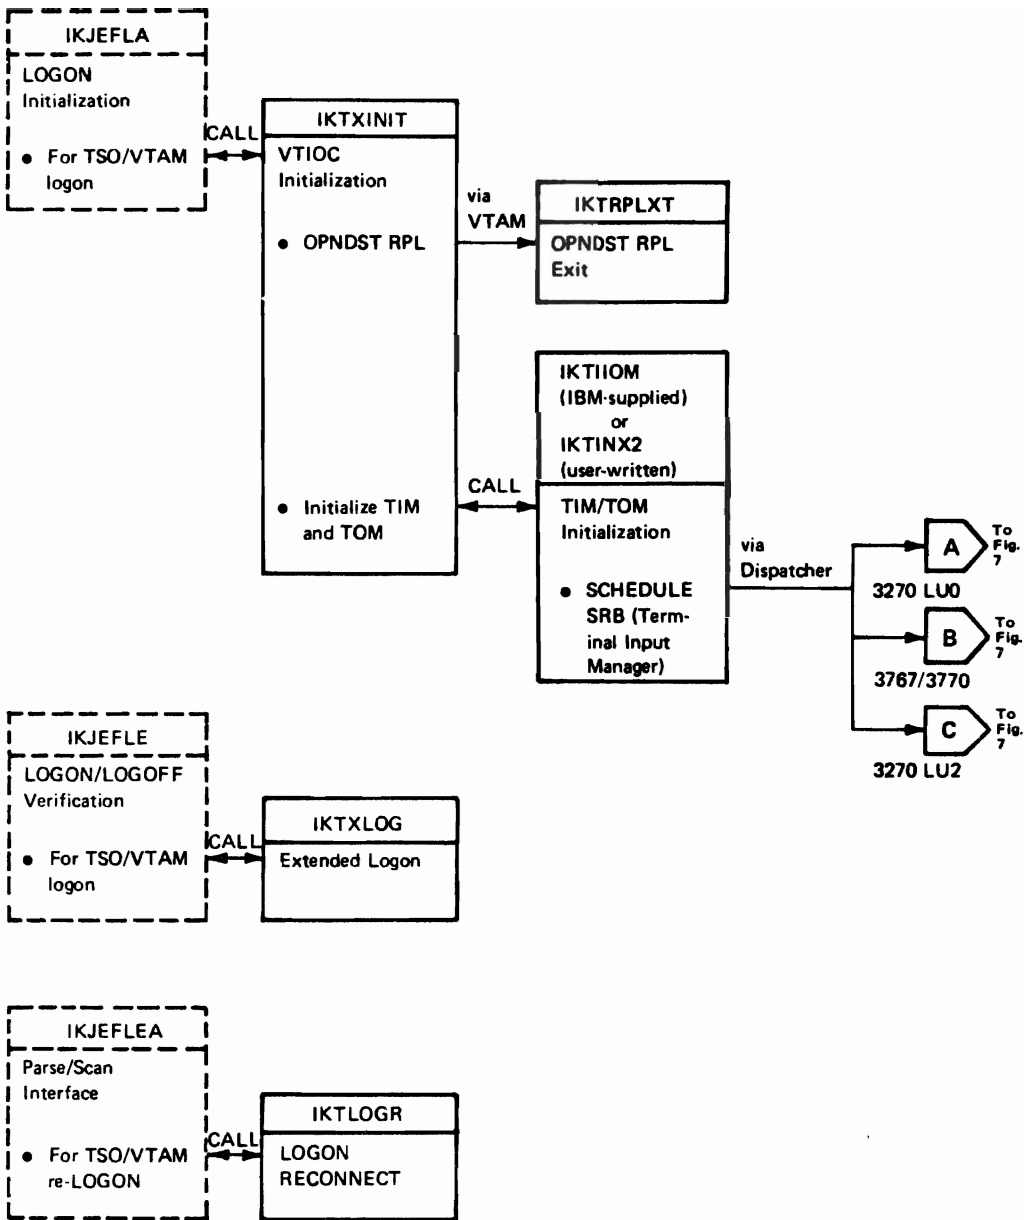 IKJEFLA
LOGON
Initialization
• For TSO/VTAM
logon
CALL
IKTXINIT
VTIOC
Initialization
• OPNDST RPL
via
VTAM
IKTRPLXT
OPNDST RPL
Exit
• Initialize TIM
and TOM
CALL
IKTIIOM
(IBM-supplied)
or
IKTINX2
(user-written)
TIM/TOM
Initialization
• SCHEDULE
SRB (Term-
inal Input
Manager)
via
Dispatcher
A
To
Fig.
7
3270 LU0
B
To
Fig.
7
3767/3770
C
To
Fig.
7
3270 LU2
IKJEFLE
LOGON/LOGOFF
Verification
• For TSO/VTAM
logon
CALL
IKTXLOG
Extended Logon
IKJEFLEA
Parse/Scan
Interface
• For TSO/VTAM
re-LOGON
CALL
IKTLOGR
LOGON
RECONNECT